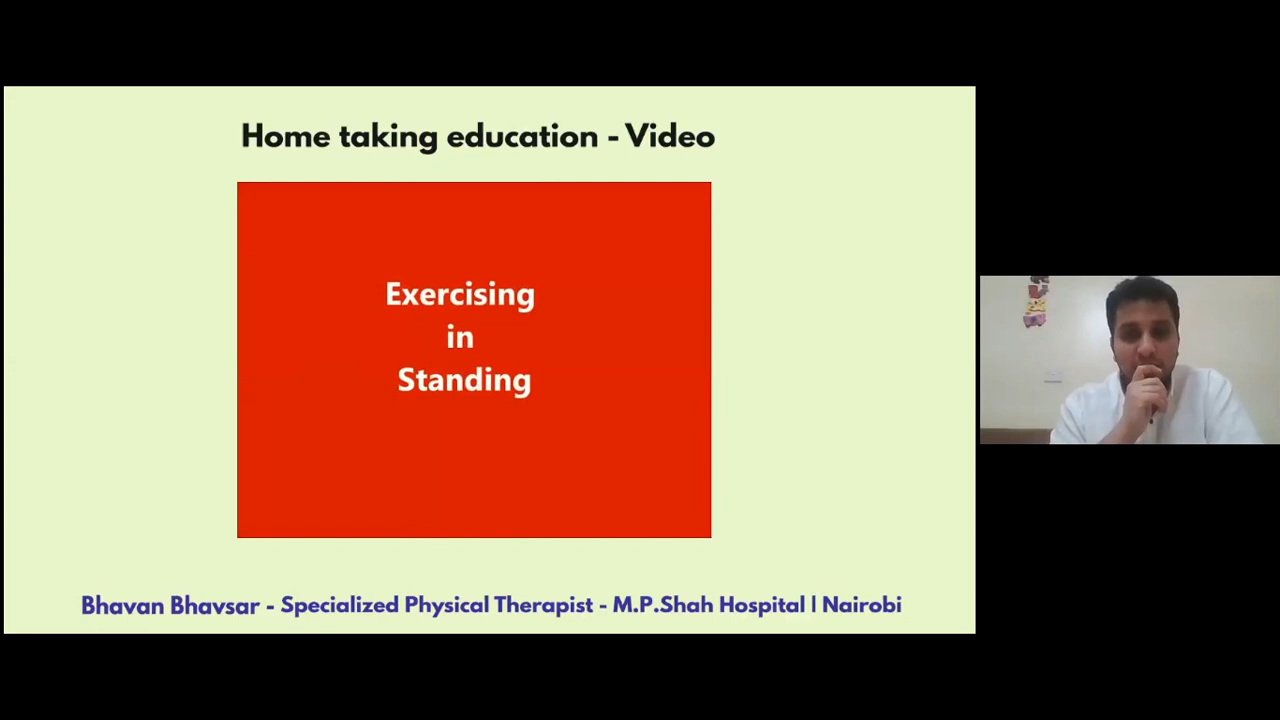 Home taking education - Video
Exercising
in
Standing
Bhavan Bhavsar - Specialized Physical Therapist - M.P.Shah Hospital | Nairobi